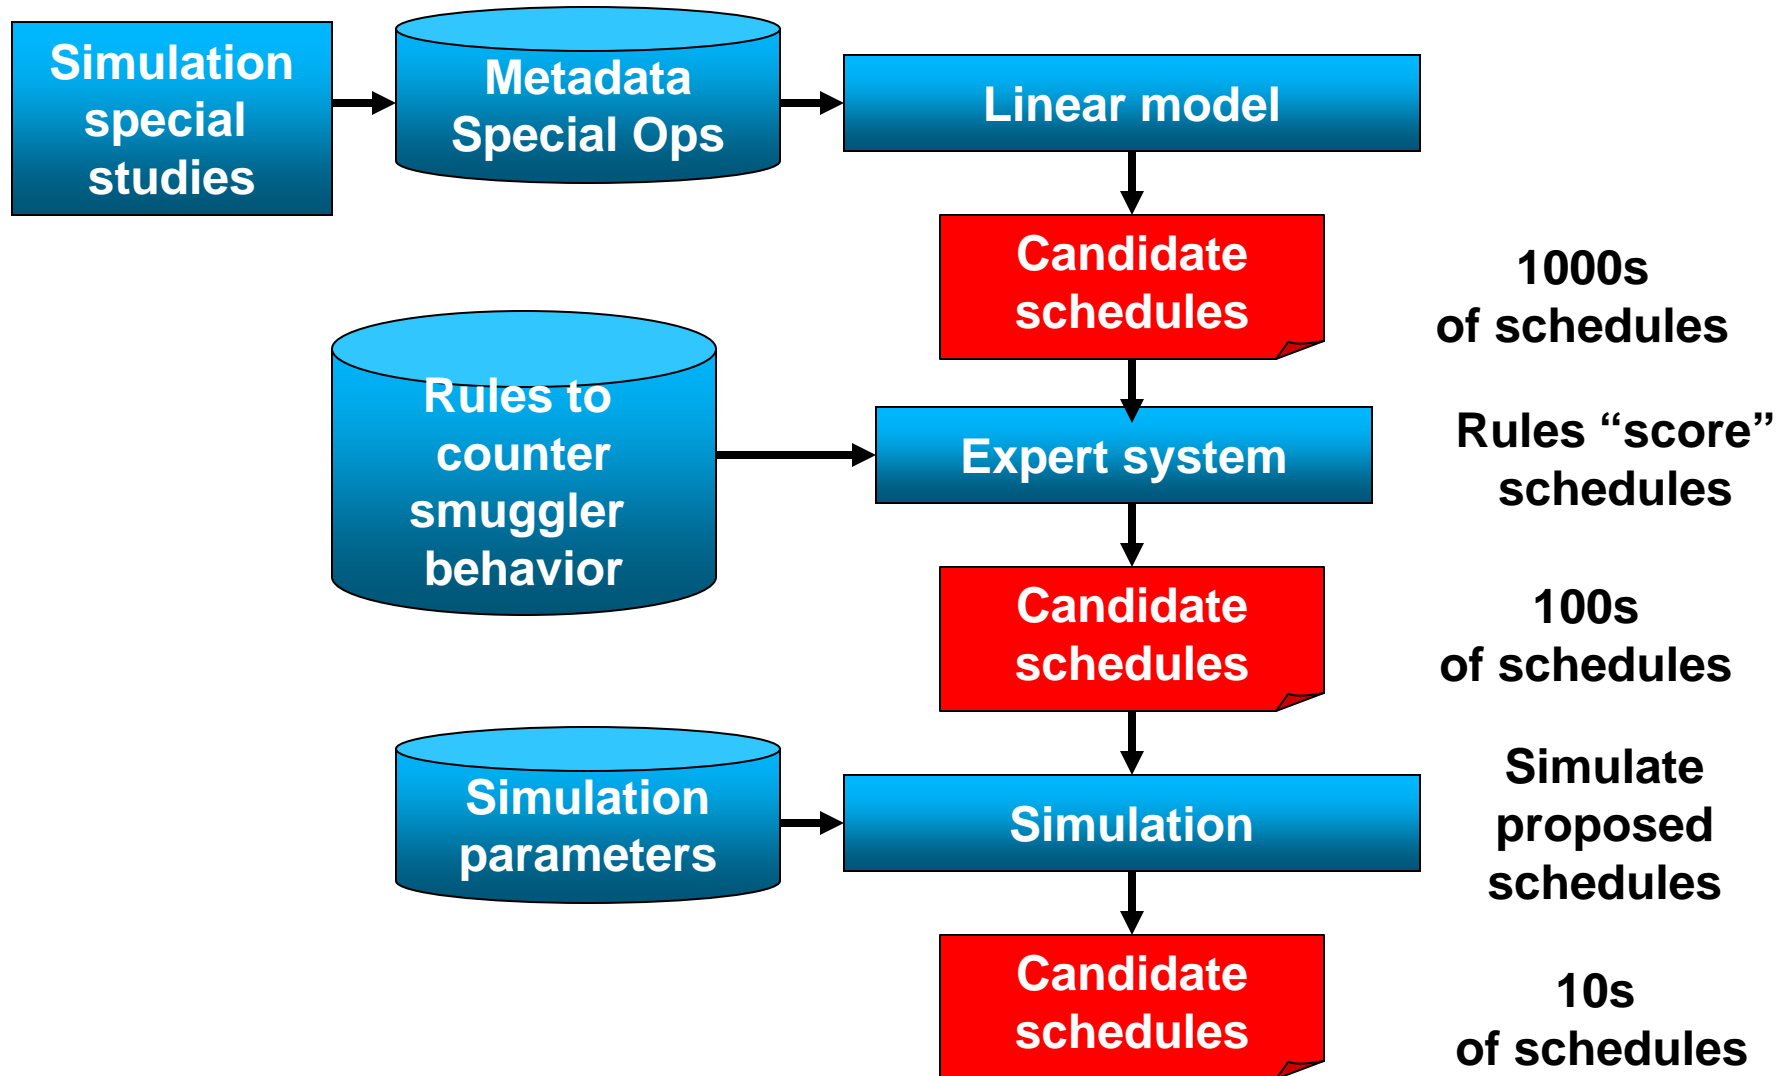 Simulation
special
studies
Metadata
Special Ops
Linear model
Candidate
schedules
1000s
of schedules
Rules to
counter
smuggler
behavior
Expert system
Rules “score”
schedules
Candidate
schedules
100s
of schedules
Simulation
parameters
Simulation
Simulate
proposed
schedules
Candidate
schedules
10s
of schedules